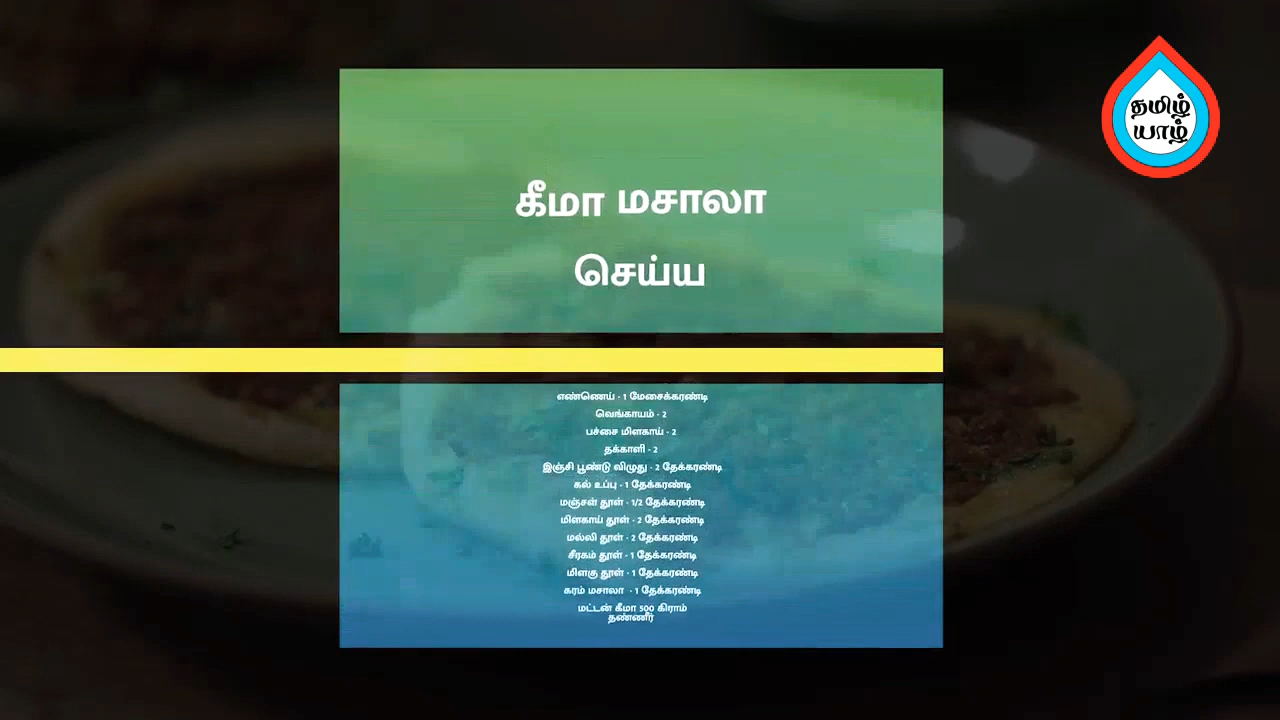 தமிழ்
யாழ்
கீமா மசாலா
செய்ய
எண்ணெய் - 1 மேசைக்கரண்டி
வெங்காயம் - 2
பச்சை மிளகாய் - 2
தக்காளி - 2
இஞ்சி பூண்டு விழுது - 2 தேக்கரண்டி
கல் உப்பு - 1 தேக்கரண்டி
மஞ்சள் தூள் - 1/2 தேக்கரண்டி
மிளகாய் தூள் - 2 தேக்கரண்டி
மல்லி தூள் - 2 தேக்கரண்டி
சீரகம் தூள் - 1 தேக்கரண்டி
மிளகு தூள் - 1 தேக்கரண்டி
கரம் மசாலா - 1 தேக்கரண்டி
மட்டன் கீமா 500 கிராம்
தண்ணீர்